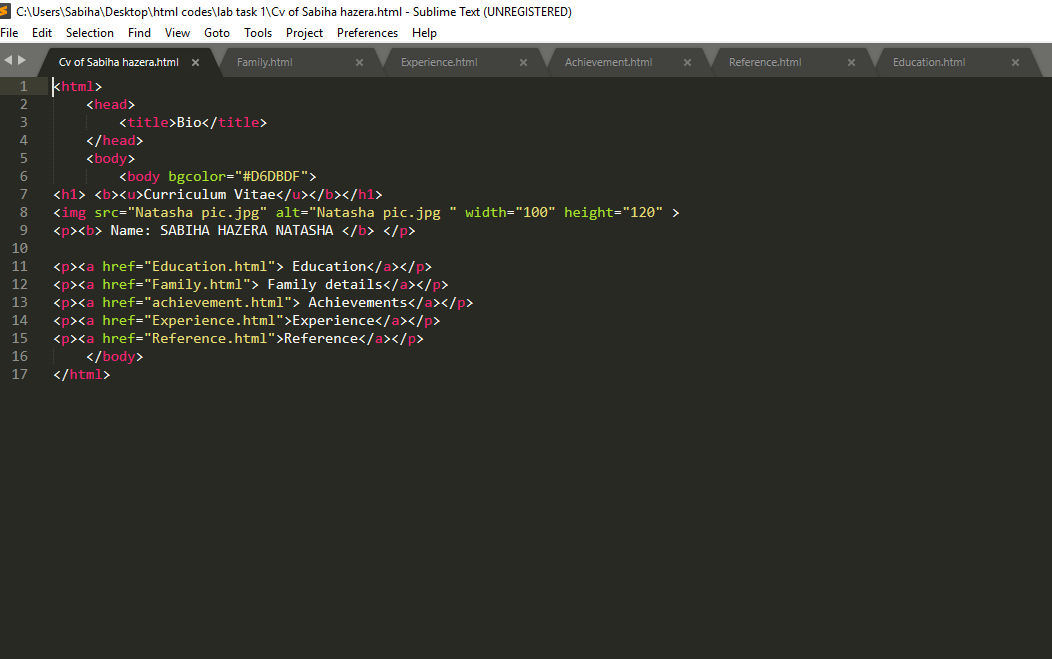 C:\Users\Sabiha\Desktop\html codes\lab task 1\Cv of Sabiha hazera.html - Sublime Text (UNREGISTERED)
File Edit Selection Find View Goto Tools Project Preferences Help
Cv of Sabiha hazera.html × Family.html × Experience.html × Achievement.html × Reference.html × Education.html ×
1 <html>
2     <head>
3         <title>Bio</title>
4     </head>
5     <body>
6         <body bgcolor="#D6DBDF">
7 <h1> <b><u>Curriculum Vitae</u></b></h1>
8 <img src="Natasha pic.jpg" alt="Natasha pic.jpg " width="100" height="120" >
9 <p><b> Name: SABIHA HAZERA NATASHA </b> </p>
10
11 <p><a href="Education.html"> Education</a></p>
12 <p><a href="Family.html"> Family details</a></p>
13 <p><a href="achievement.html"> Achievements</a></p>
14 <p><a href="Experience.html">Experience</a></p>
15 <p><a href="Reference.html">Reference</a></p>
16     </body>
17 </html>